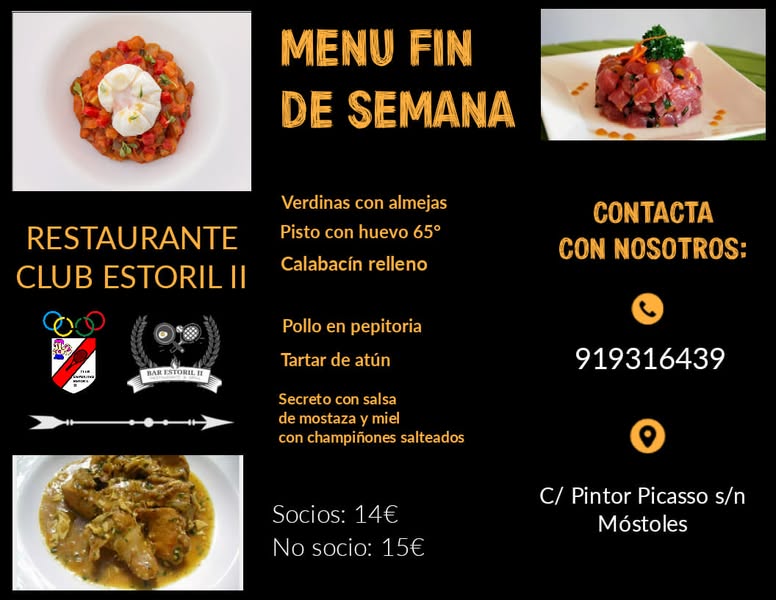 RESTAURANTE
CLUB ESTORIL II
BAR ESTORIL II
MENU FIN
DE SEMANA
Verdinas con almejas
Pisto con huevo 65º
Calabacín relleno
Pollo en pepitoria
Tartar de atún
Secreto con salsa
de mostaza y miel
con champiñones salteados
Socios: 14€
No socio: 15€
CONTACTA
CON NOSOTROS:
919316439
C/ Pintor Picasso s/n
Móstoles